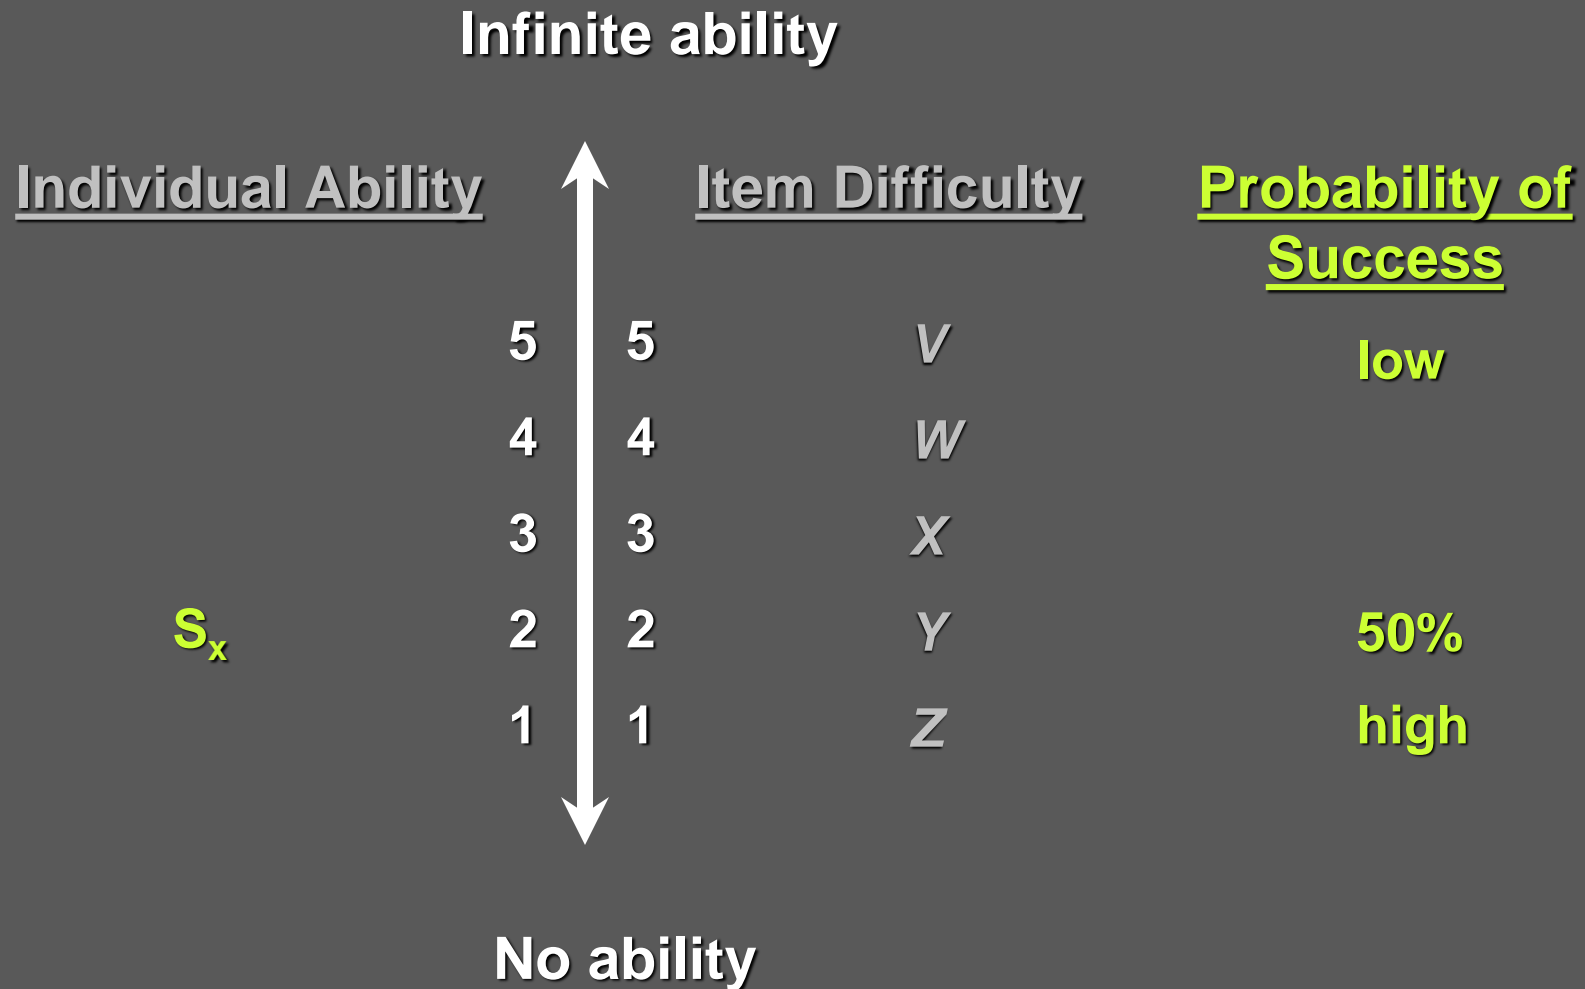 Infinite ability
Individual Ability Item Difficulty Probability of
Success
5 5 V low
4 4 W
3 3 X
Sx 2 2 Y 50%
1 1 Z high
No ability